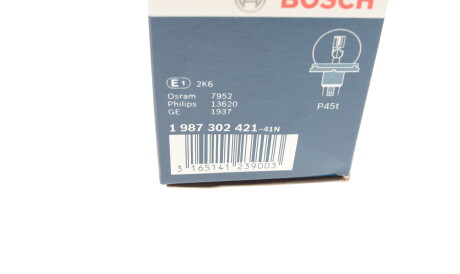 BOSCH
E1 2K6
Osram 7952
Philips 13620
GE 1937
P45t
1 987 302 421-41N
3 165141 239003